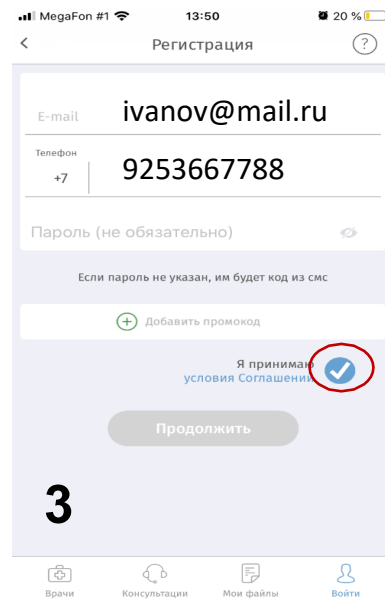 MegaFon #1 13:50 20 %
Регистрация ?
E-mail ivanov@mail.ru
Телефон
+7 9253667788
Пароль (не обязательно)
Если пароль не указан, им будет код из смс
Добавить промокод
Я принимаю
условия Соглашени
Продолжить
3
Врачи Консультации Мои файлы Войти